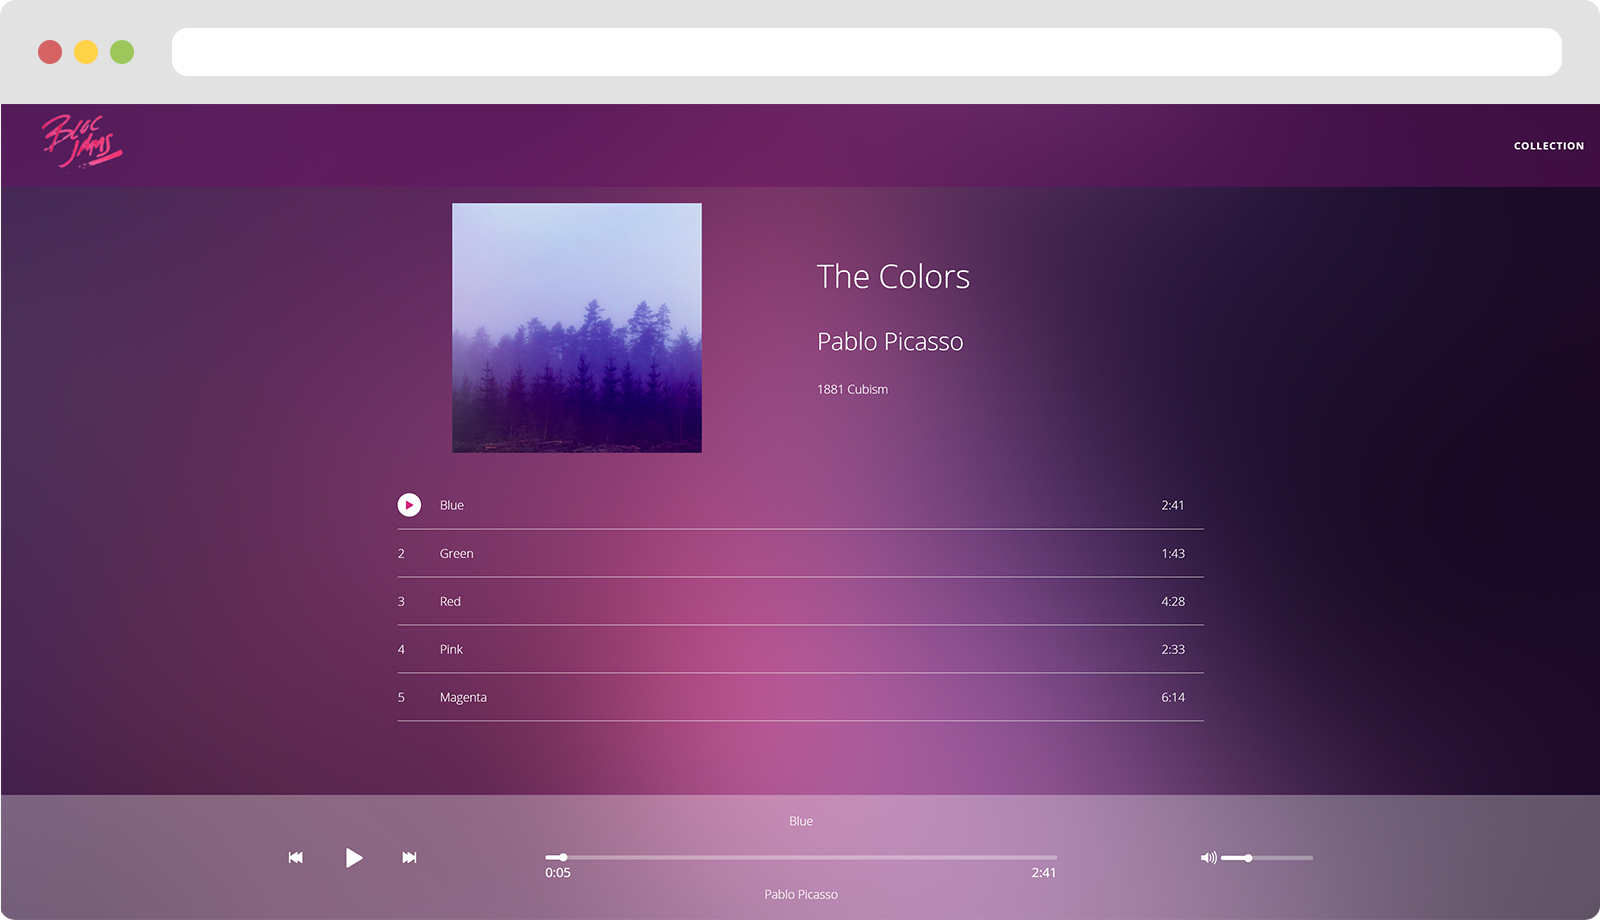 BLOC
JAMS
COLLECTION
The Colors
Pablo Picasso
1881 Cubism
Blue 2:41
2 Green 1:43
3 Red 4:28
4 Pink 2:33
5 Magenta 6:14
Blue
0:05 2:41
Pablo Picasso